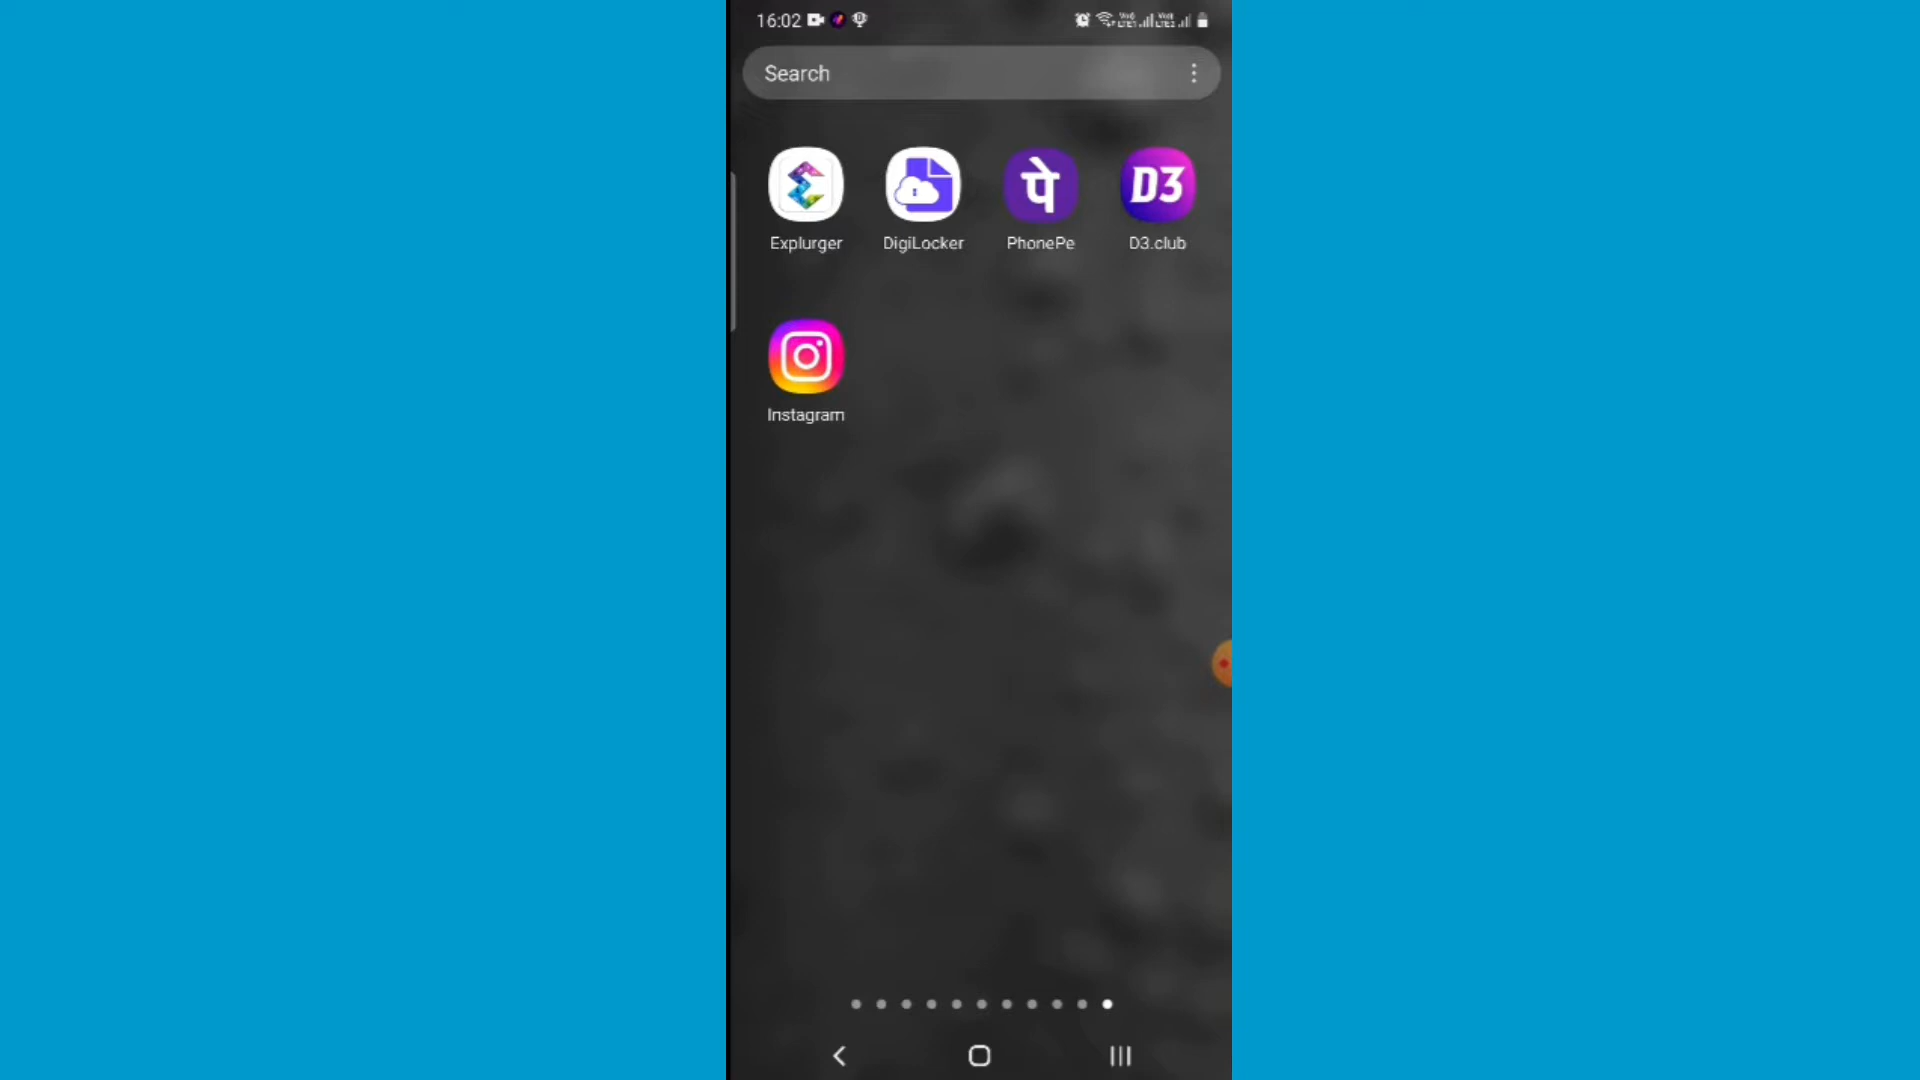 16:02
Search
पे
D3
Explurger
DigiLocker
PhonePe
D3.club
Instagram